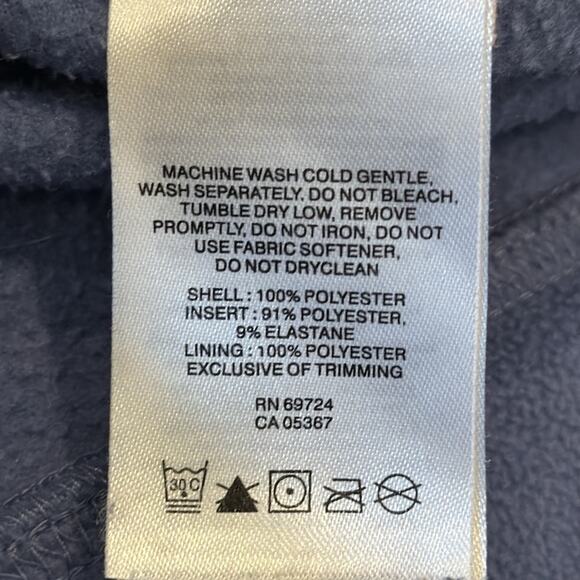 MACHINE WASH COLD GENTLE,
WASH SEPARATELY, DO NOT BLEACH,
TUMBLE DRY LOW, REMOVE
PROMPTLY, DO NOT IRON, DO NOT
USE FABRIC SOFTENER,
DO NOT DRYCLEAN
SHELL : 100% POLYESTER
INSERT : 91% POLYESTER,
9% ELASTANE
LINING : 100% POLYESTER
EXCLUSIVE OF TRIMMING
RN 69724
CA 05367
30 C